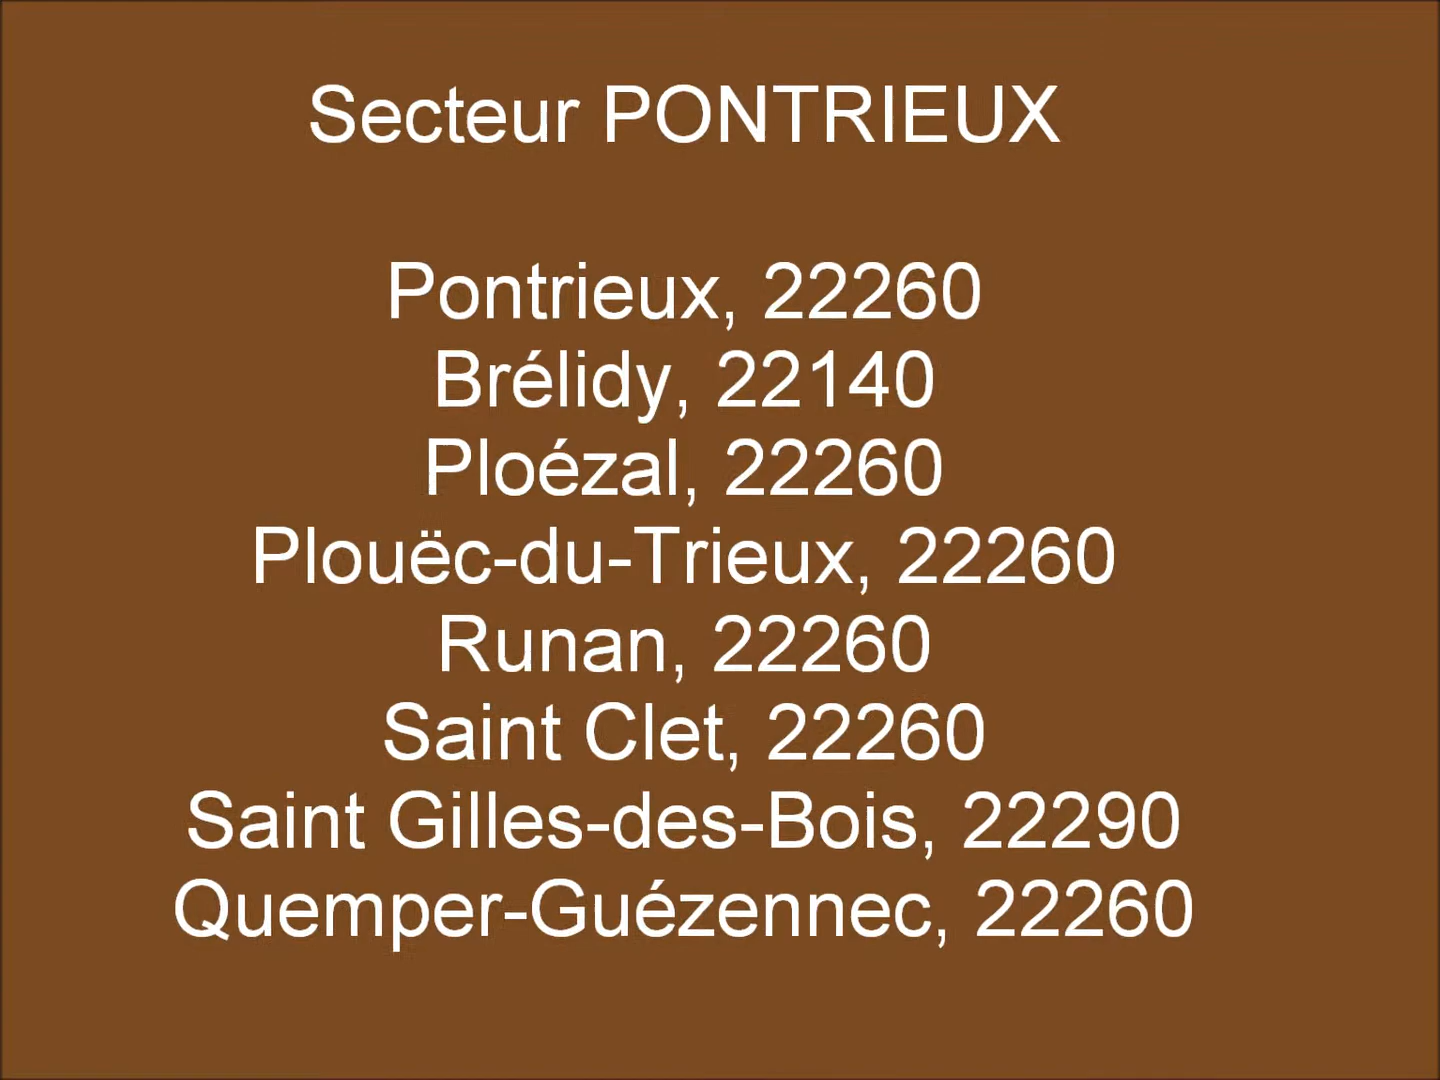 Secteur PONTRIEUX
Pontrieux, 22260
Brélidy, 22140
Ploézal, 22260
Plouëc-du-Trieux, 22260
Runan, 22260
Saint Clet, 22260
Saint Gilles-des-Bois, 22290
Quemper-Guézennec, 22260